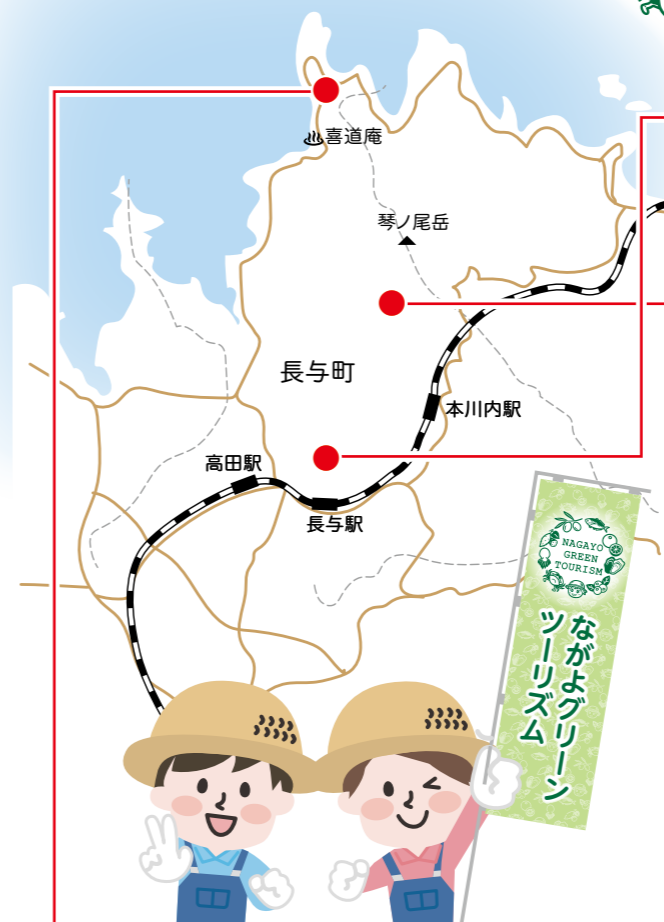 喜道庵
琴ノ尾岳
長与町
本川内駅
高田駅
長与駅
NAGAYO
GREEN
TOURISM
ながよグリーン
ツーリズム